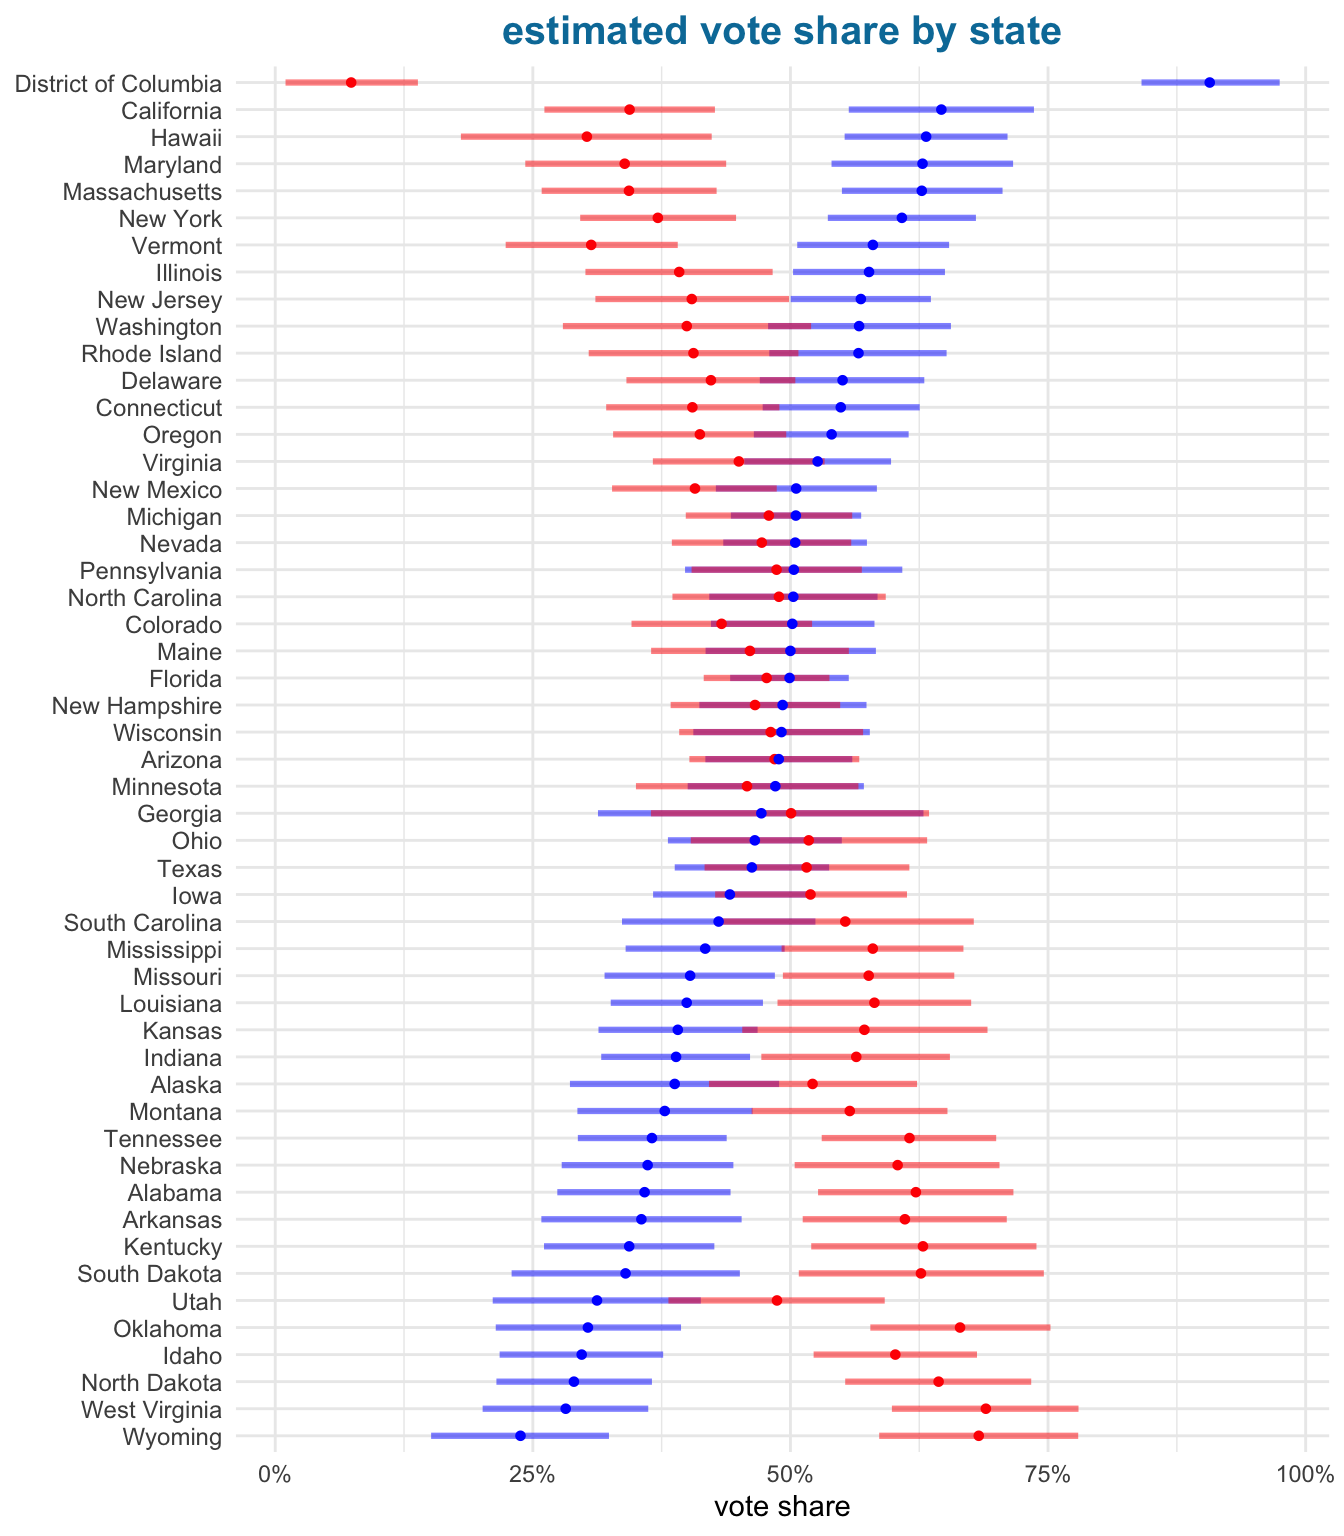 estimated vote share by state
District of Columbia
California
Hawaii
Maryland
Massachusetts
New York
Vermont
Illinois
New Jersey
Washington
Rhode Island
Delaware
Connecticut
Oregon
Virginia
New Mexico
Michigan
Nevada
Pennsylvania
North Carolina
Colorado
Maine
Florida
New Hampshire
Wisconsin
Arizona
Minnesota
Georgia
Ohio
Texas
Iowa
South Carolina
Mississippi
Missouri
Louisiana
Kansas
Indiana
Alaska
Montana
Tennessee
Nebraska
Alabama
Arkansas
Kentucky
South Dakota
Utah
Oklahoma
Idaho
North Dakota
West Virginia
Wyoming
0% 25% 50% 75% 100%
vote share